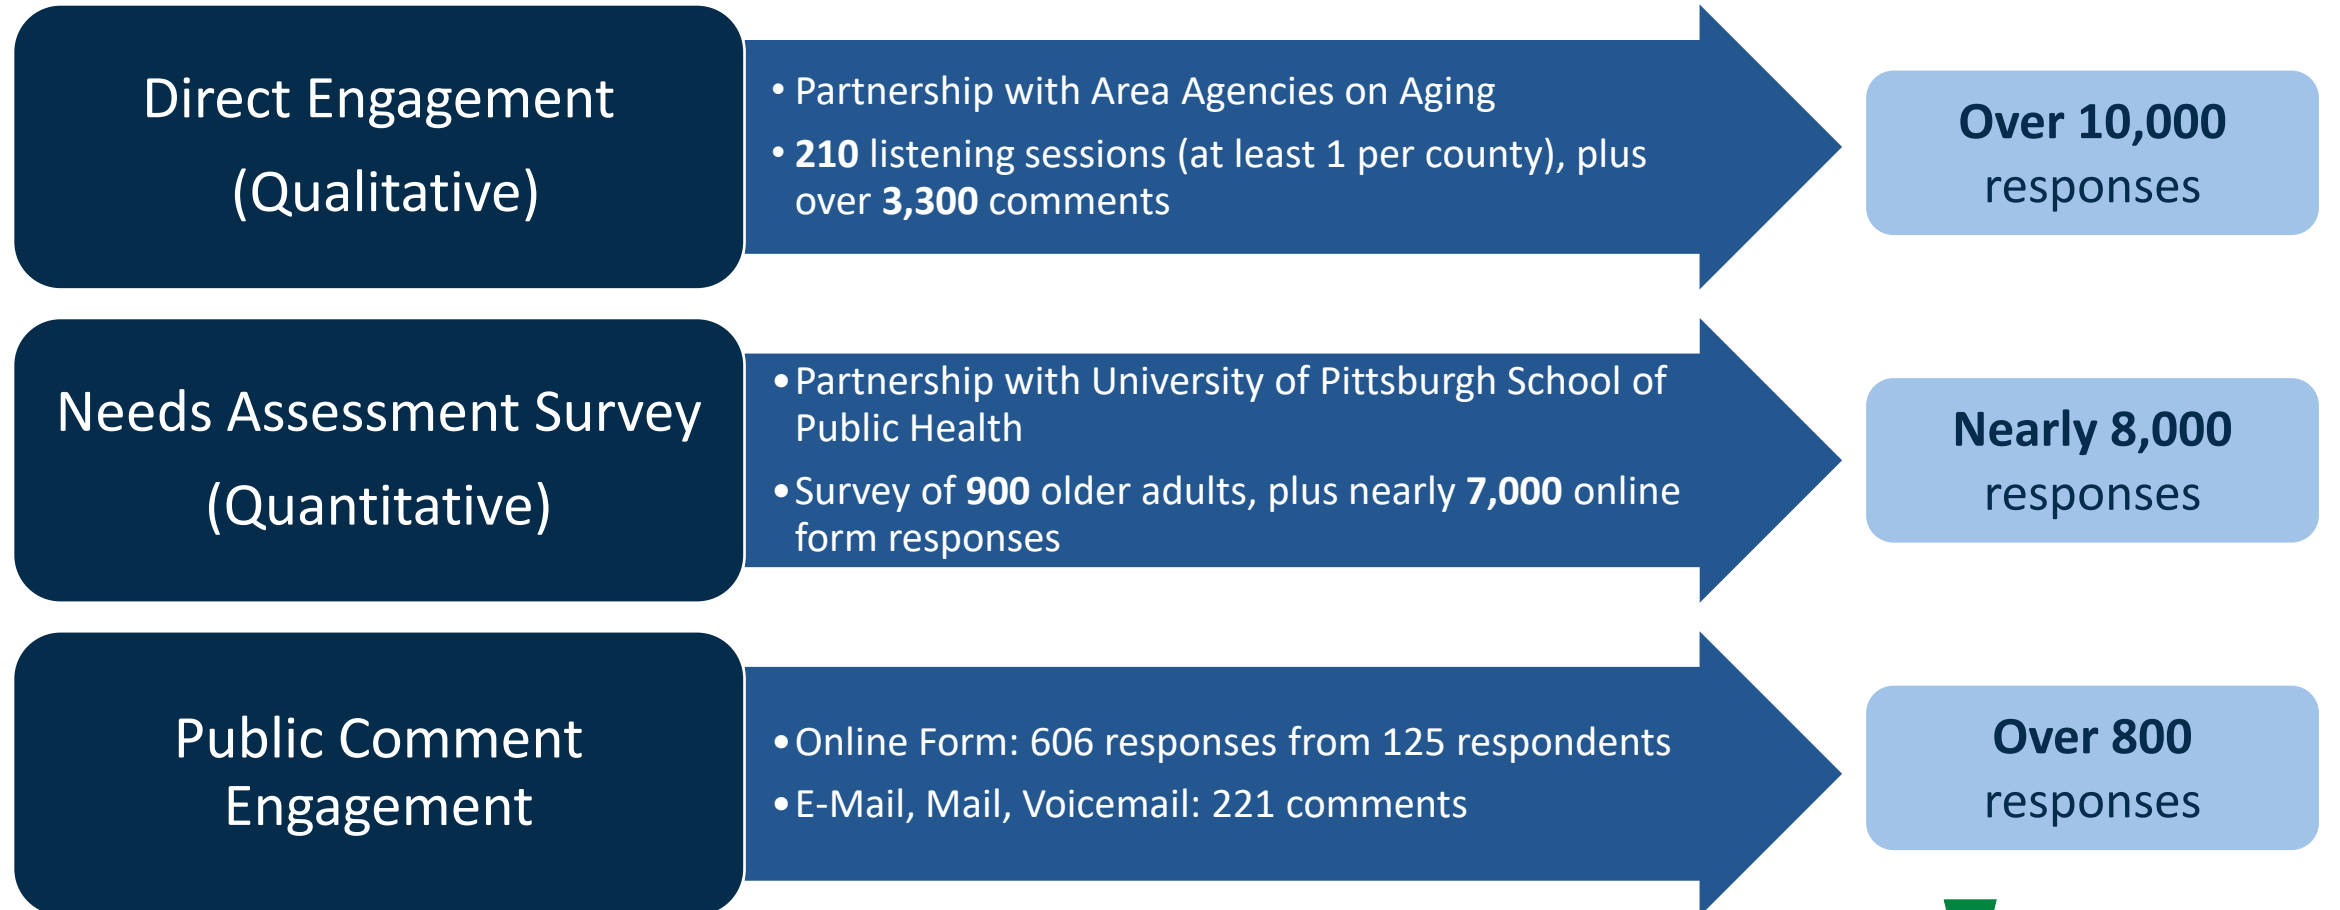 Direct Engagement
(Qualitative)
• Partnership with Area Agencies on Aging
• 210 listening sessions (at least 1 per county), plus
over 3,300 comments
Over 10,000
responses
Needs Assessment Survey
(Quantitative)
• Partnership with University of Pittsburgh School of
Public Health
• Survey of 900 older adults, plus nearly 7,000 online
form responses
Nearly 8,000
responses
Public Comment
Engagement
• Online Form: 606 responses from 125 respondents
• E-Mail, Mail, Voicemail: 221 comments
Over 800
responses